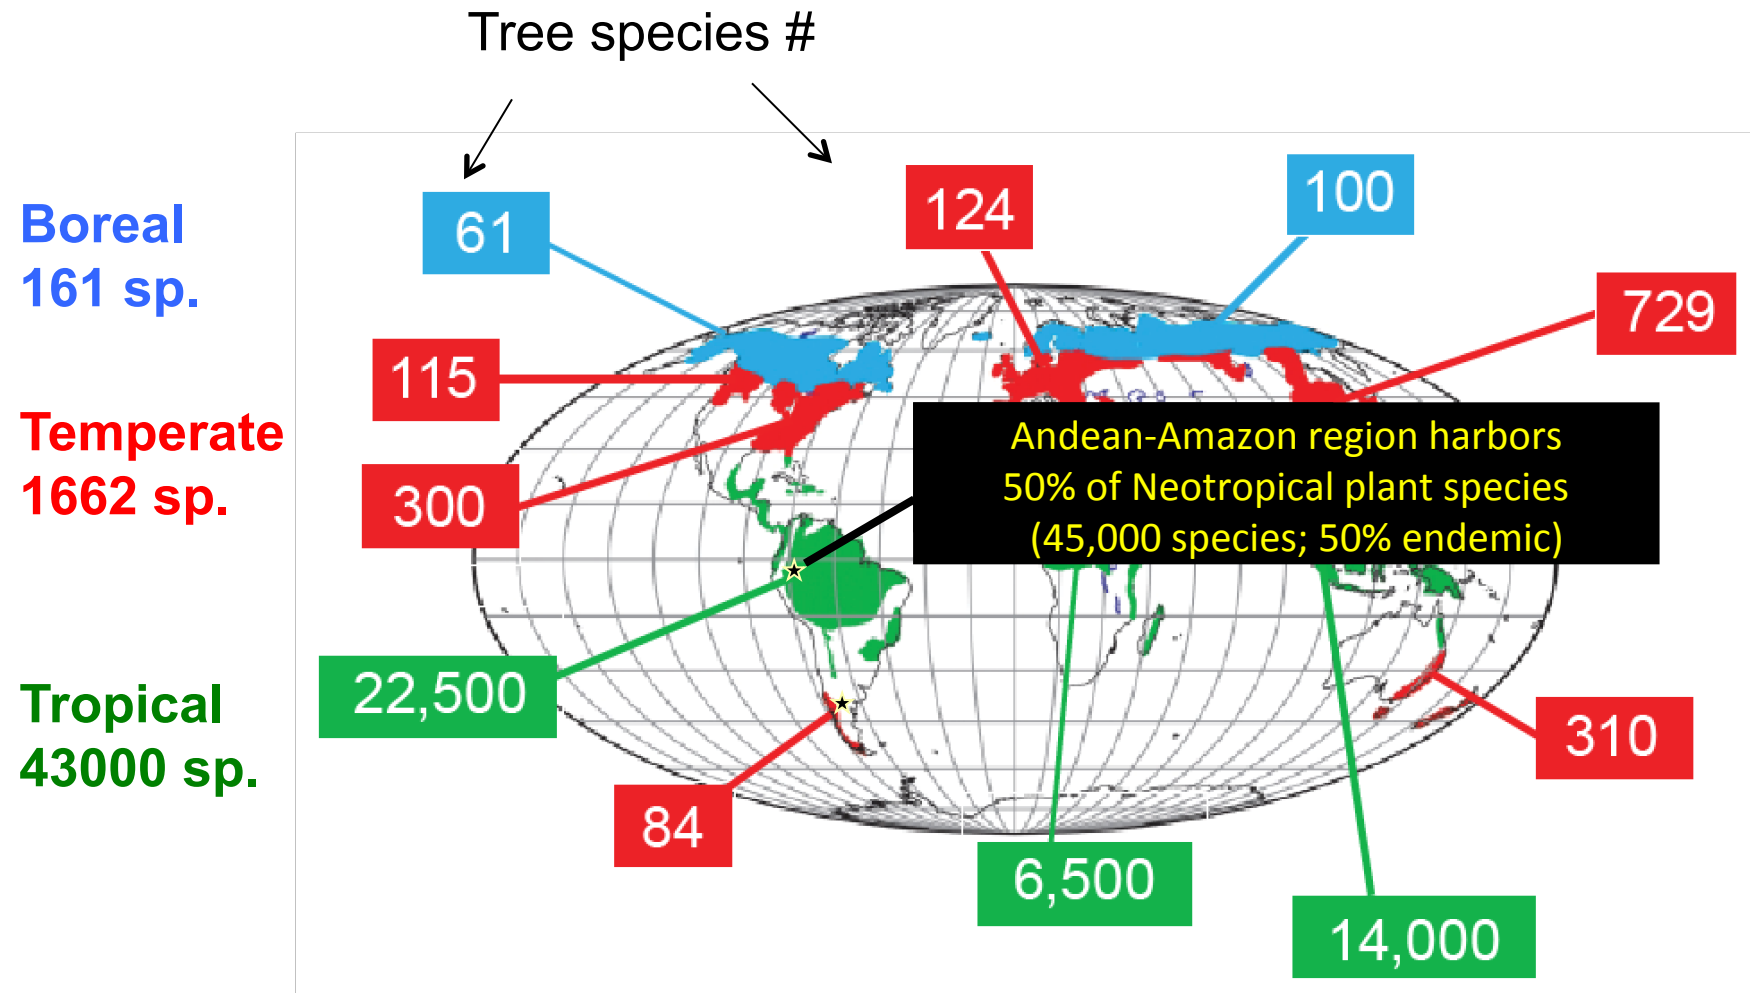 Tree species #
Boreal
161 sp.
Temperate
1662 sp.
Tropical
43000 sp.
61
124
100
729
115
300
Andean-Amazon region harbors
50% of Neotropical plant species
(45,000 species; 50% endemic)
22,500
310
84
6,500
14,000